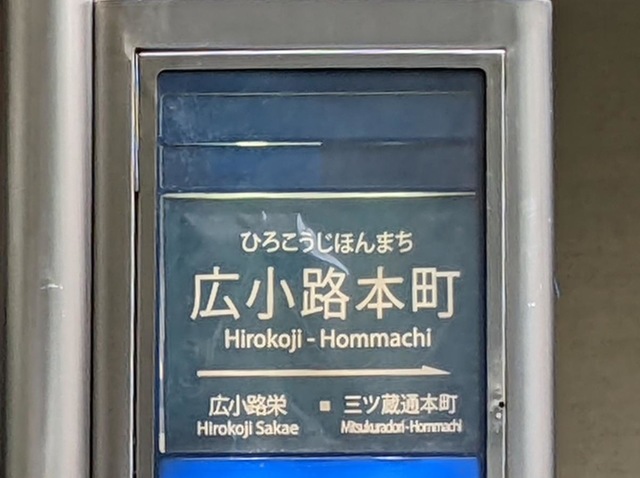 ひろこうじほんまち
広小路本町
Hirokoji - Hommachi
広小路栄 三ツ蔵通本町
Hirokoji Sakae Mitsukuradori-Hommachi